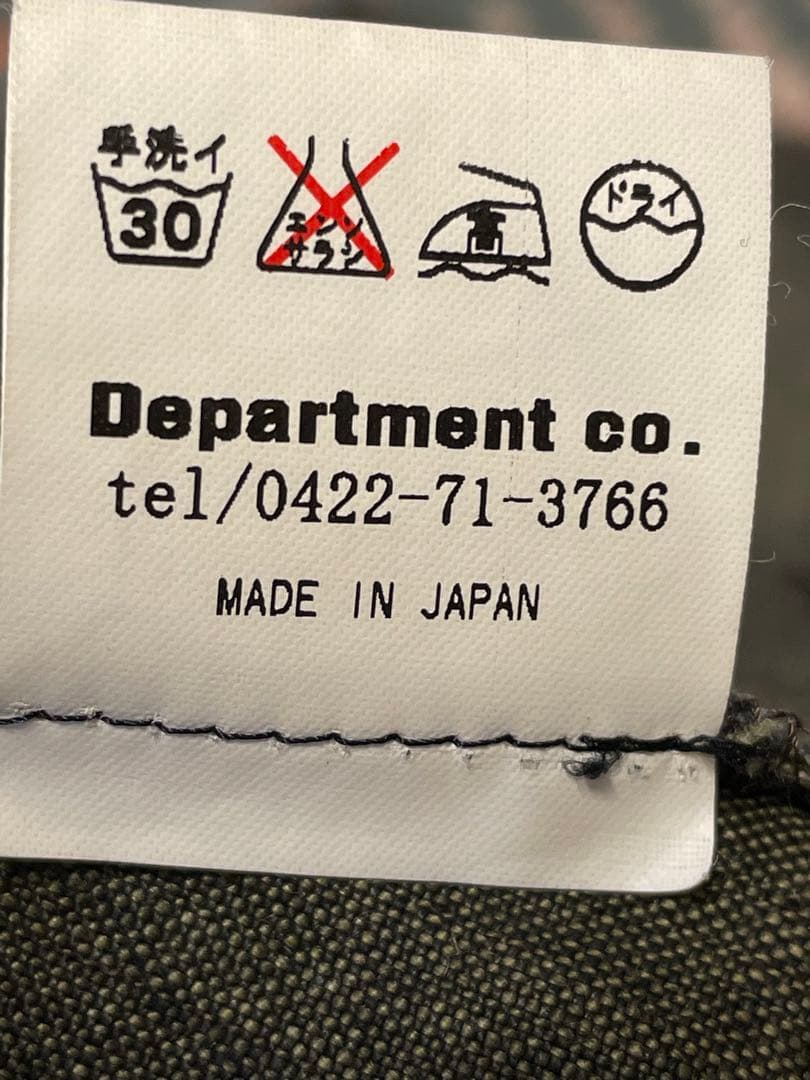 手洗イ
30
エンソ
サラシ
高
ドライ
Department co.
tel/0422-71-3766
MADE IN JAPAN